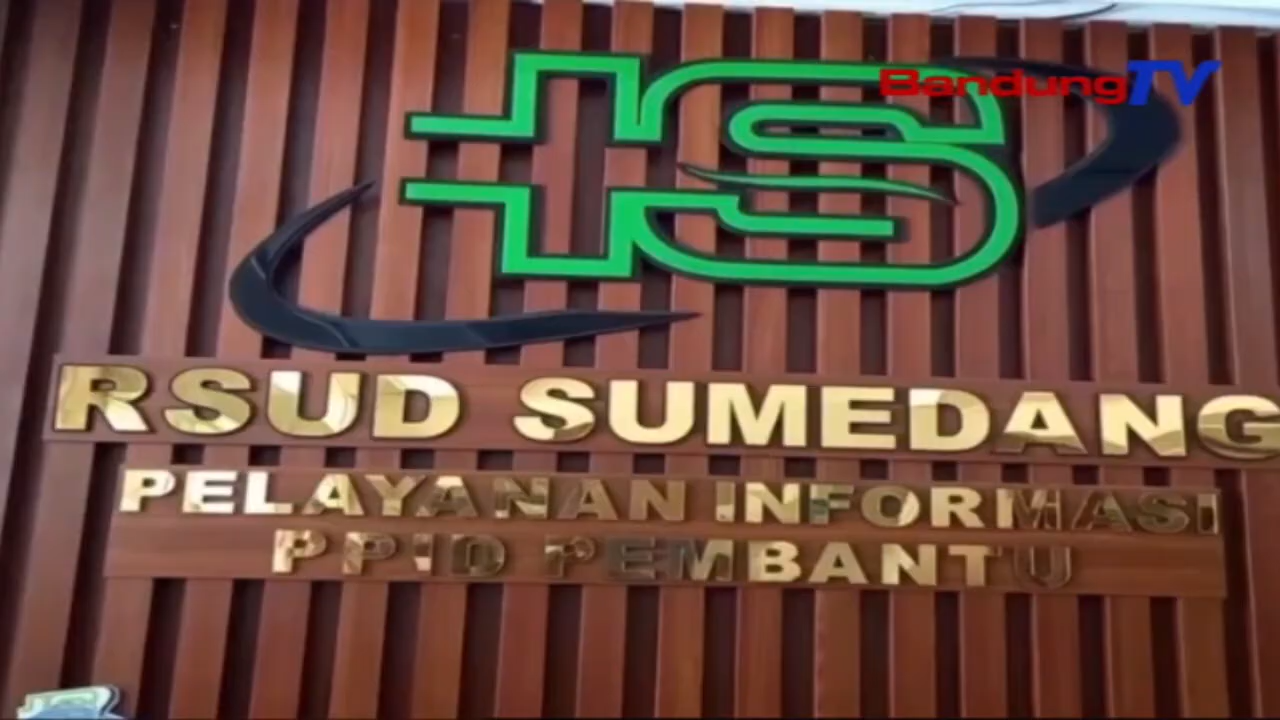 BandungTV
RSUD SUMEDANG
PELAYANAN INFORMASI
PPID PEMBANTU